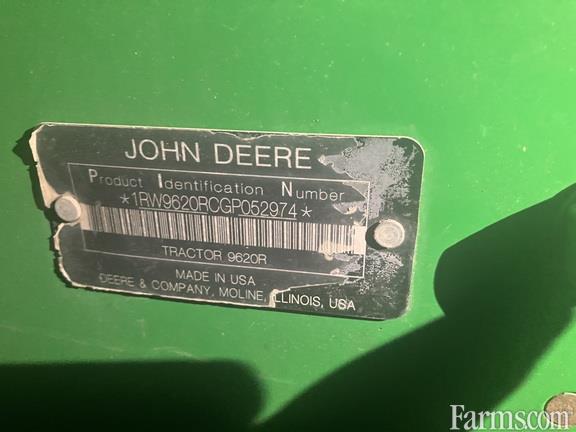 JOHN DEERE
Product Identification Number
*1RW9620RCGP052974*
TRACTOR 9620R
MADE IN USA
DEERE & COMPANY, MOLINE, ILLINOIS, USA
Farms.com